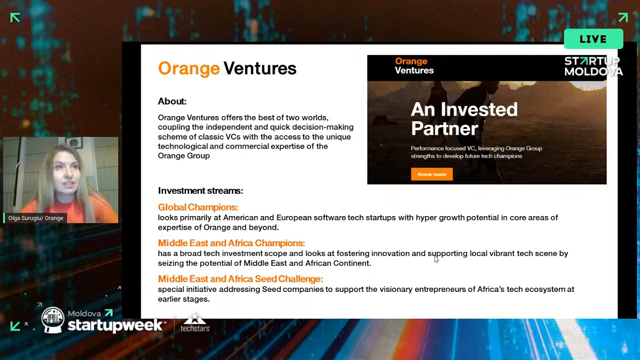 LIVE
STARTUP
MOLDOVA
Orange Ventures
About:
Orange Ventures offers the best of two worlds,
coupling the independent and quick decision-making
scheme of classic VCs with the access to the unique
technological and commercial expertise of the
Orange Group
Orange
Ventures
An Invested
Partner
Performance focused VC, leveraging Orange Group
strengths to develop future tech champions
Know more
Investment streams:
Global Champions:
looks primarily at American and European software tech startups with hyper growth potential in core areas of
expertise of Orange and beyond.
Middle East and Africa Champions:
has a broad tech investment scope and looks at fostering innovation and supporting local vibrant tech scene by
seizing the potential of Middle East and African Continent.
Middle East and Africa Seed Challenge:
special initiative addressing Seed companies to support the visionary entrepreneurs of Africa's tech ecosystem at
earlier stages.
Olga Surugiu/ Orange
Moldova
startupweek
techstars